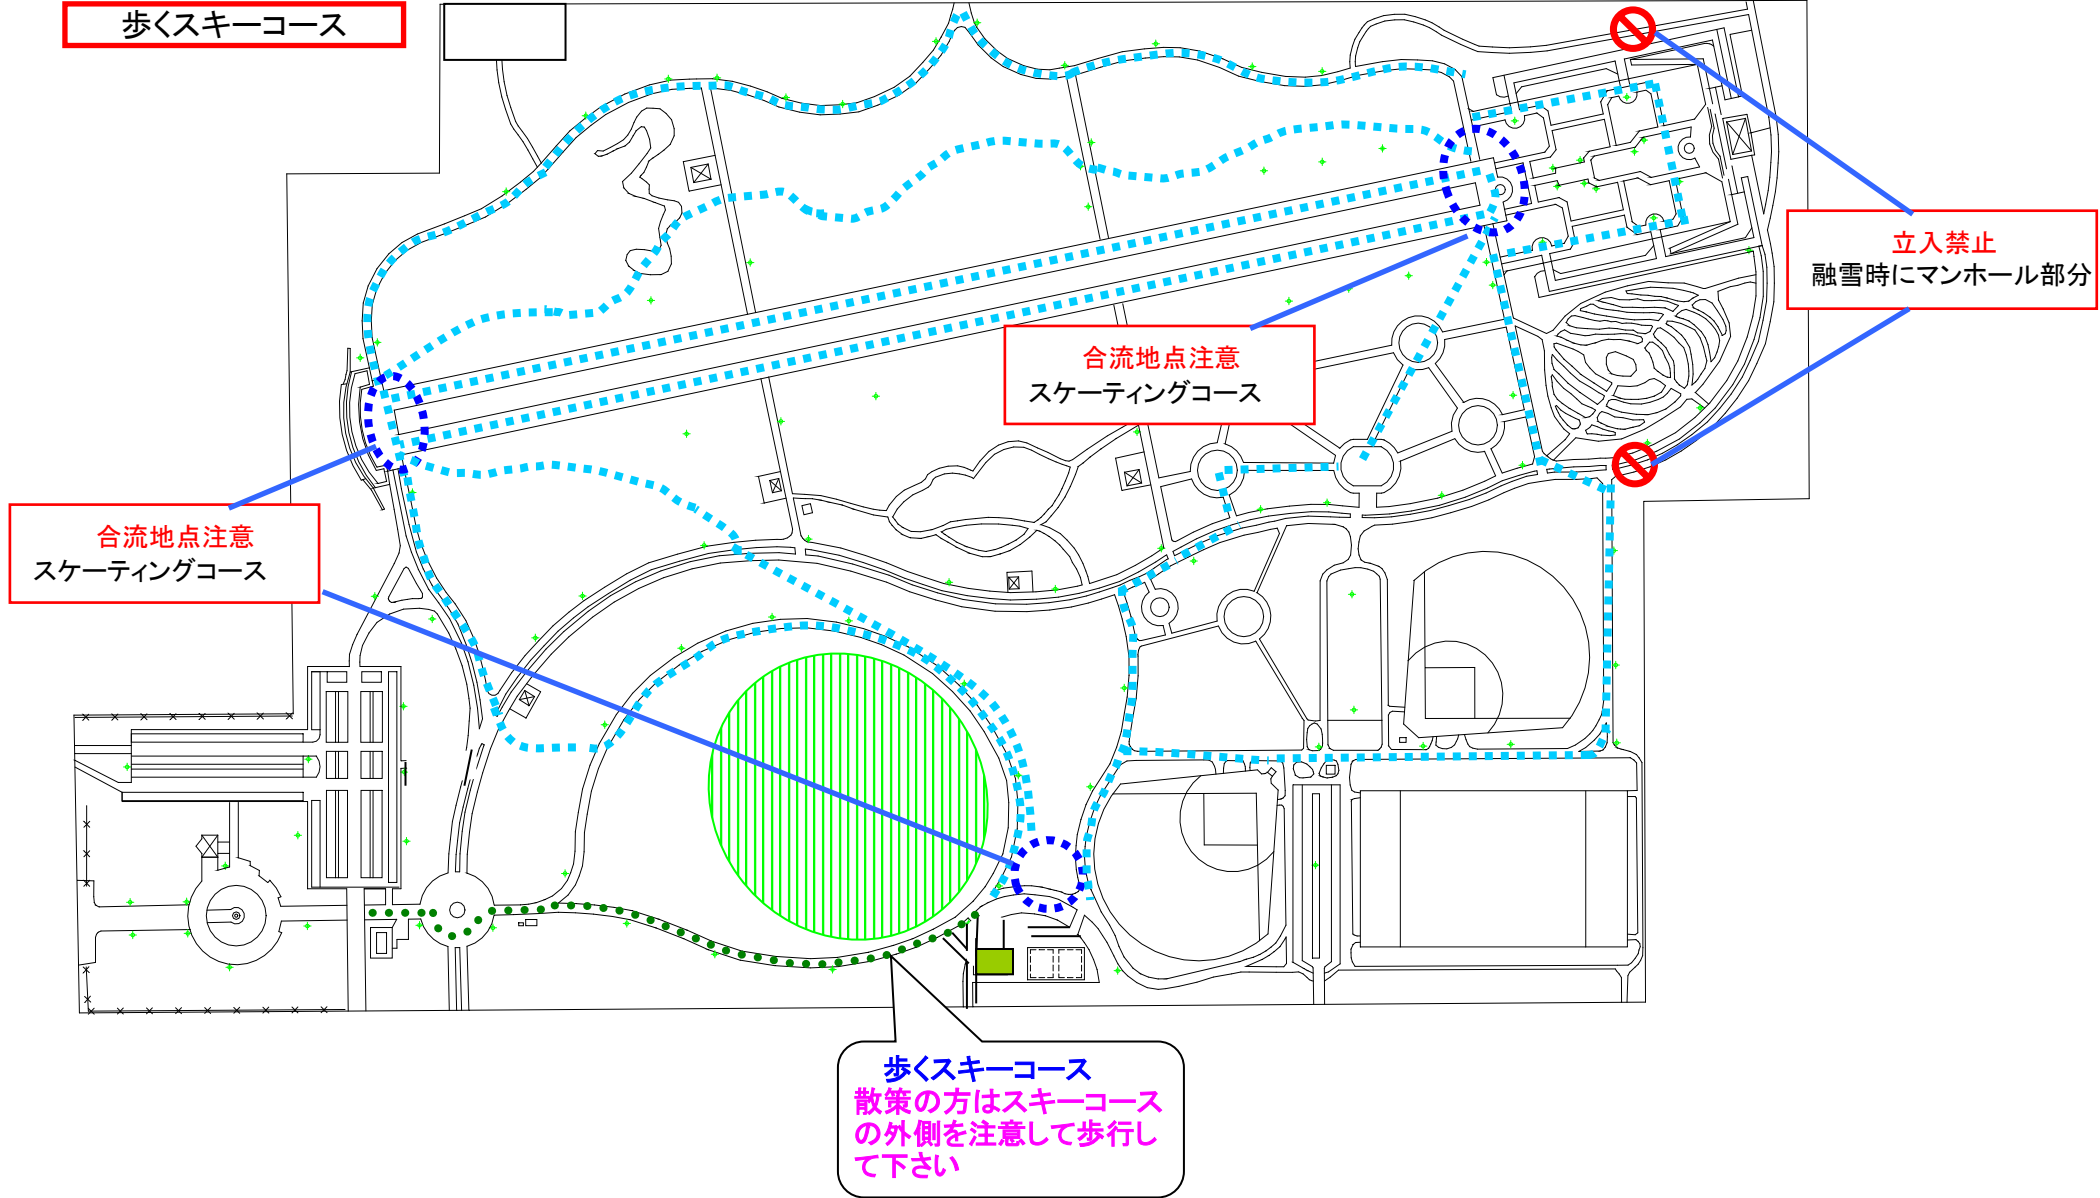 歩くスキーコース
立入禁止
融雪時にマンホール部分
合流地点注意
スケーティングコース
合流地点注意
スケーティングコース
歩くスキーコース
散策の方はスキーコース
の外側を注意して歩行し
て下さい